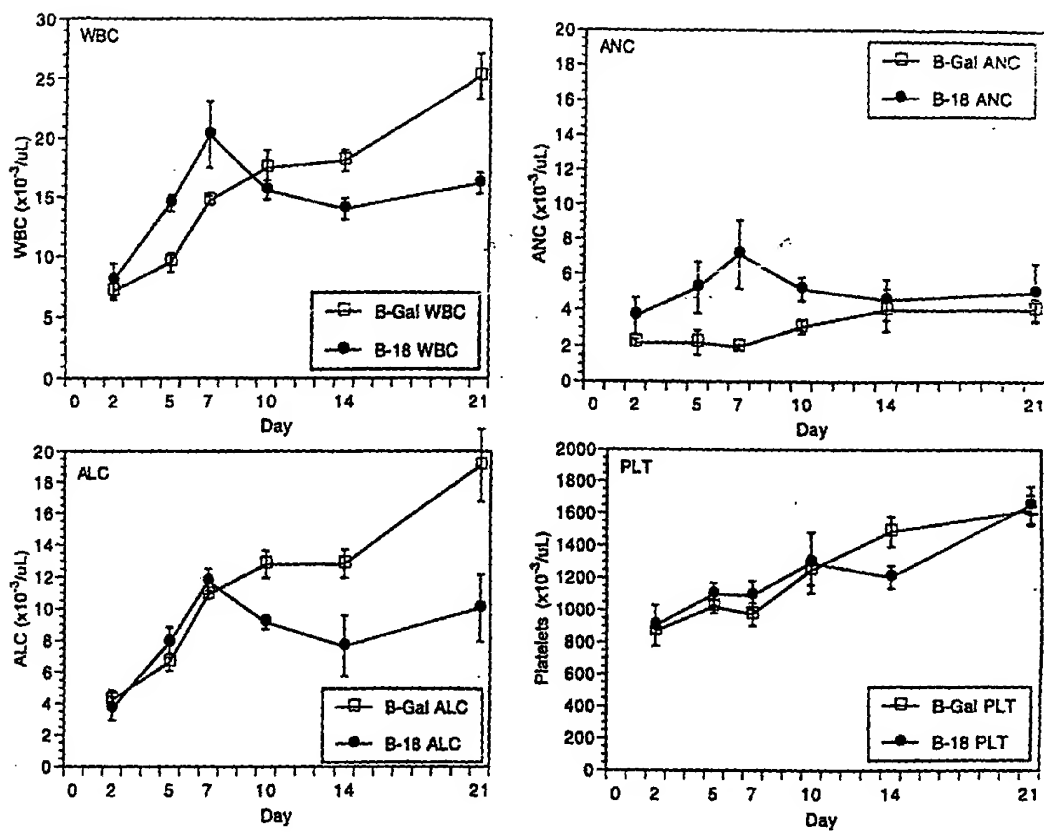 WBC
30
25
20
15
10
5
0
WBC (x10⁻³/uL)
B-Gal WBC
B-18 WBC
0 2 5 7 10 14 21
Day
ANC
20
18
16
14
12
10
8
6
4
2
0
ANC (x10⁻³/uL)
B-Gal ANC
B-18 ANC
0 2 5 7 10 14 21
Day
ALC
20
18
16
14
12
10
8
6
4
2
0
ALC (x10⁻³/uL)
B-Gal ALC
B-18 ALC
0 2 5 7 10 14 21
Day
PLT
2000
1800
1600
1400
1200
1000
800
600
400
200
0
Platelets (x10⁻³/uL)
B-Gal PLT
B-18 PLT
0 2 5 7 10 14 21
Day